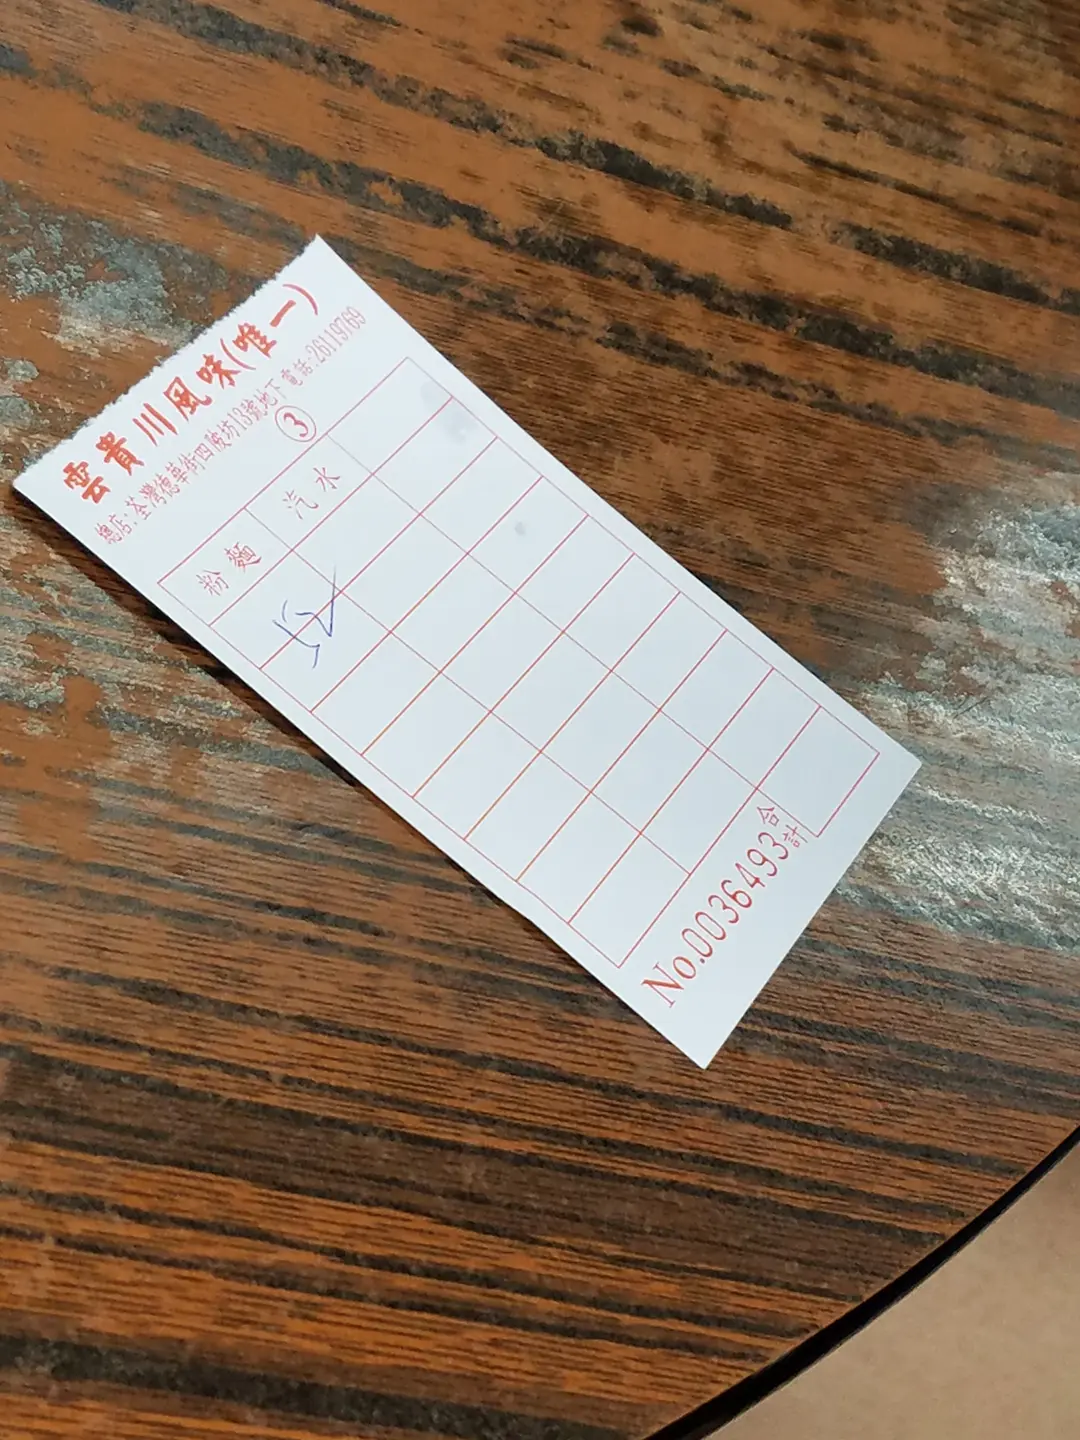 雲貴川風味(唯一)
總店:荃灣德華街四陂坊13號地下 電話:26119769
③
粉麵 汽水
合計
No.0036493